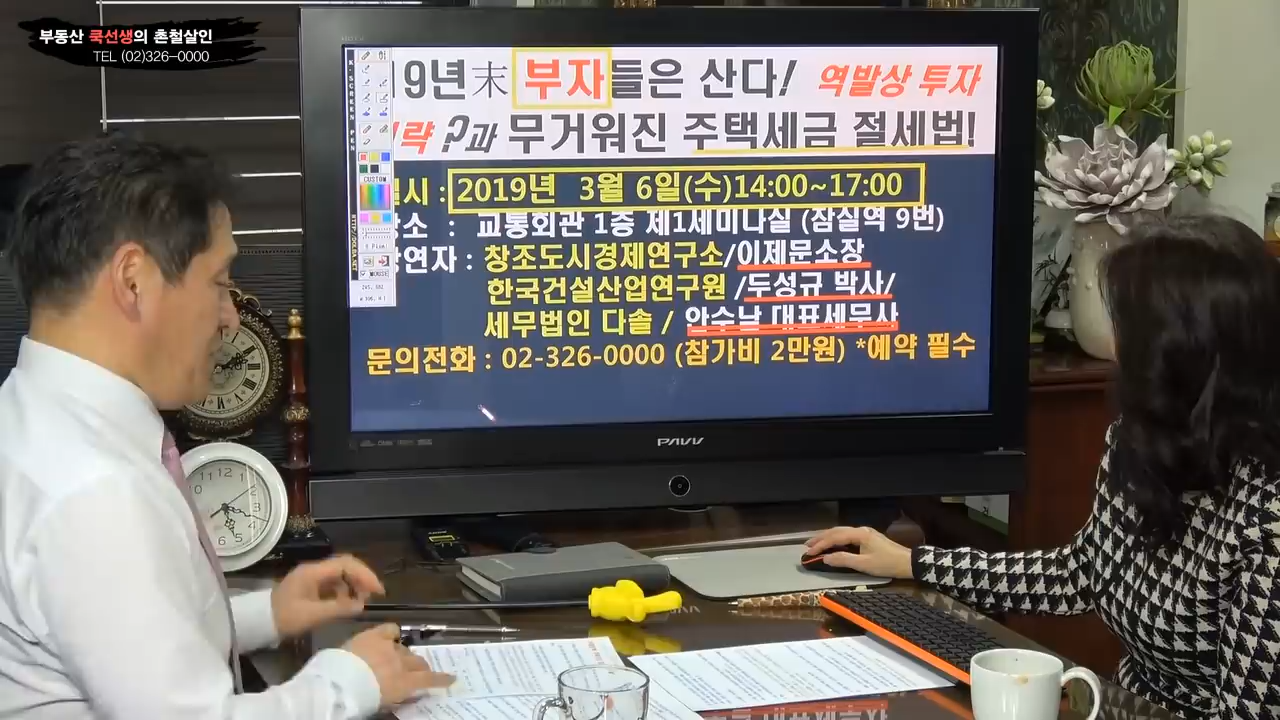 부동산 쿡선생의 촌철살인
TEL (02)326-0000
19년末 부자들은 산다! 역발상 투자
략 ?과 무거워진 주택세금 절세법!
일시 : 2019년 3월 6일(수)14:00~17:00
장소 : 교통회관 1층 제1세미나실 (잠실역 9번)
강연자 : 창조도시경제연구소/이제문소장
한국건설산업연구원 /두성규 박사/
세무법인 다솔 / 안수남 대표세무사
문의전화 : 02-326-0000 (참가비 2만원) *예약 필수
CUSTOM
MOUSE
PAVV